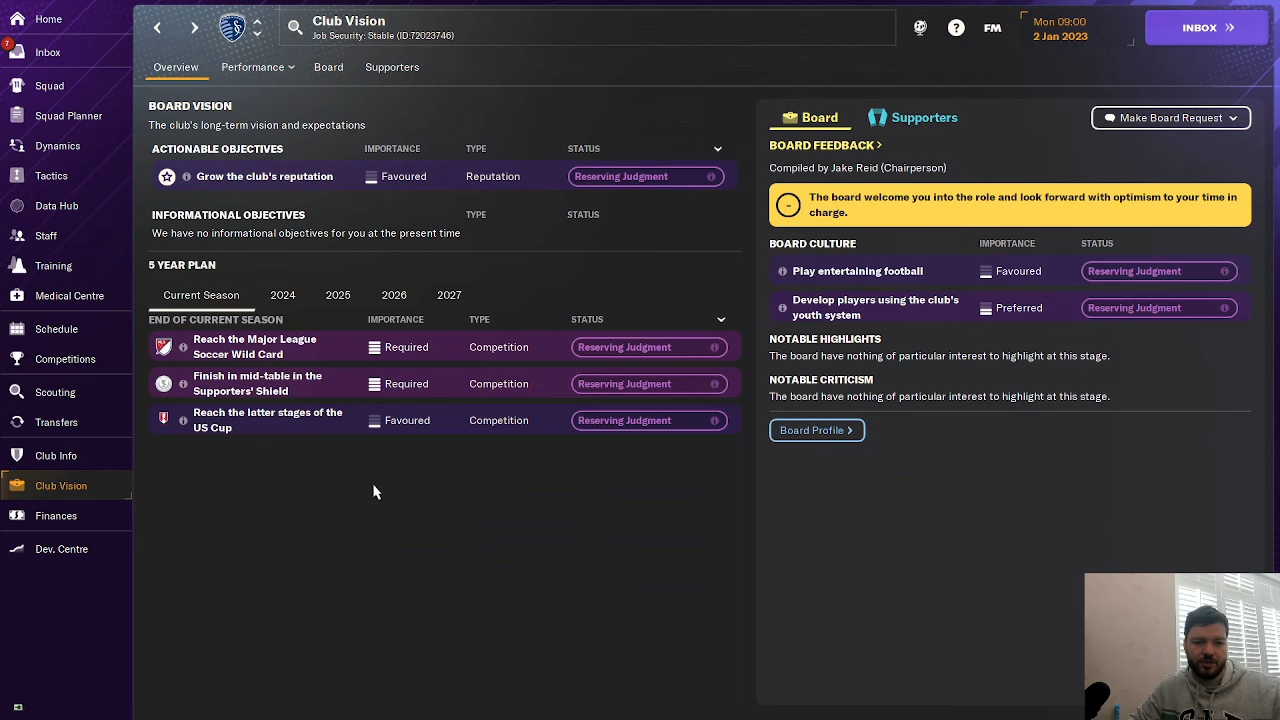 Home
7
Inbox
Squad
Squad Planner
Dynamics
Tactics
Data Hub
Staff
Training
Medical Centre
Schedule
Competitions
Scouting
Transfers
Club Info
Club Vision
Finances
Dev. Centre
Club Vision
Job Security: Stable (ID:72023746)
?
FM
Mon 09:00
2 Jan 2023
INBOX
Overview
Performance
Board
Supporters
BOARD VISION
The club's long-term vision and expectations
ACTIONABLE OBJECTIVES IMPORTANCE TYPE STATUS
Grow the club's reputation Favoured Reputation Reserving Judgment
INFORMATIONAL OBJECTIVES TYPE STATUS
We have no informational objectives for you at the present time
5 YEAR PLAN
Current Season 2024 2025 2026 2027
END OF CURRENT SEASON IMPORTANCE TYPE STATUS
Reach the Major League
Soccer Wild Card Required Competition Reserving Judgment
Finish in mid-table in the
Supporters' Shield Required Competition Reserving Judgment
Reach the latter stages of the
US Cup Favoured Competition Reserving Judgment
Board Supporters Make Board Request
BOARD FEEDBACK >
Compiled by Jake Reid (Chairperson)
The board welcome you into the role and look forward with optimism to your time in
charge.
BOARD CULTURE IMPORTANCE STATUS
Play entertaining football Favoured Reserving Judgment
Develop players using the club's
youth system Preferred Reserving Judgment
NOTABLE HIGHLIGHTS
The board have nothing of particular interest to highlight at this stage.
NOTABLE CRITICISM
The board have nothing of particular interest to highlight at this stage.
Board Profile >